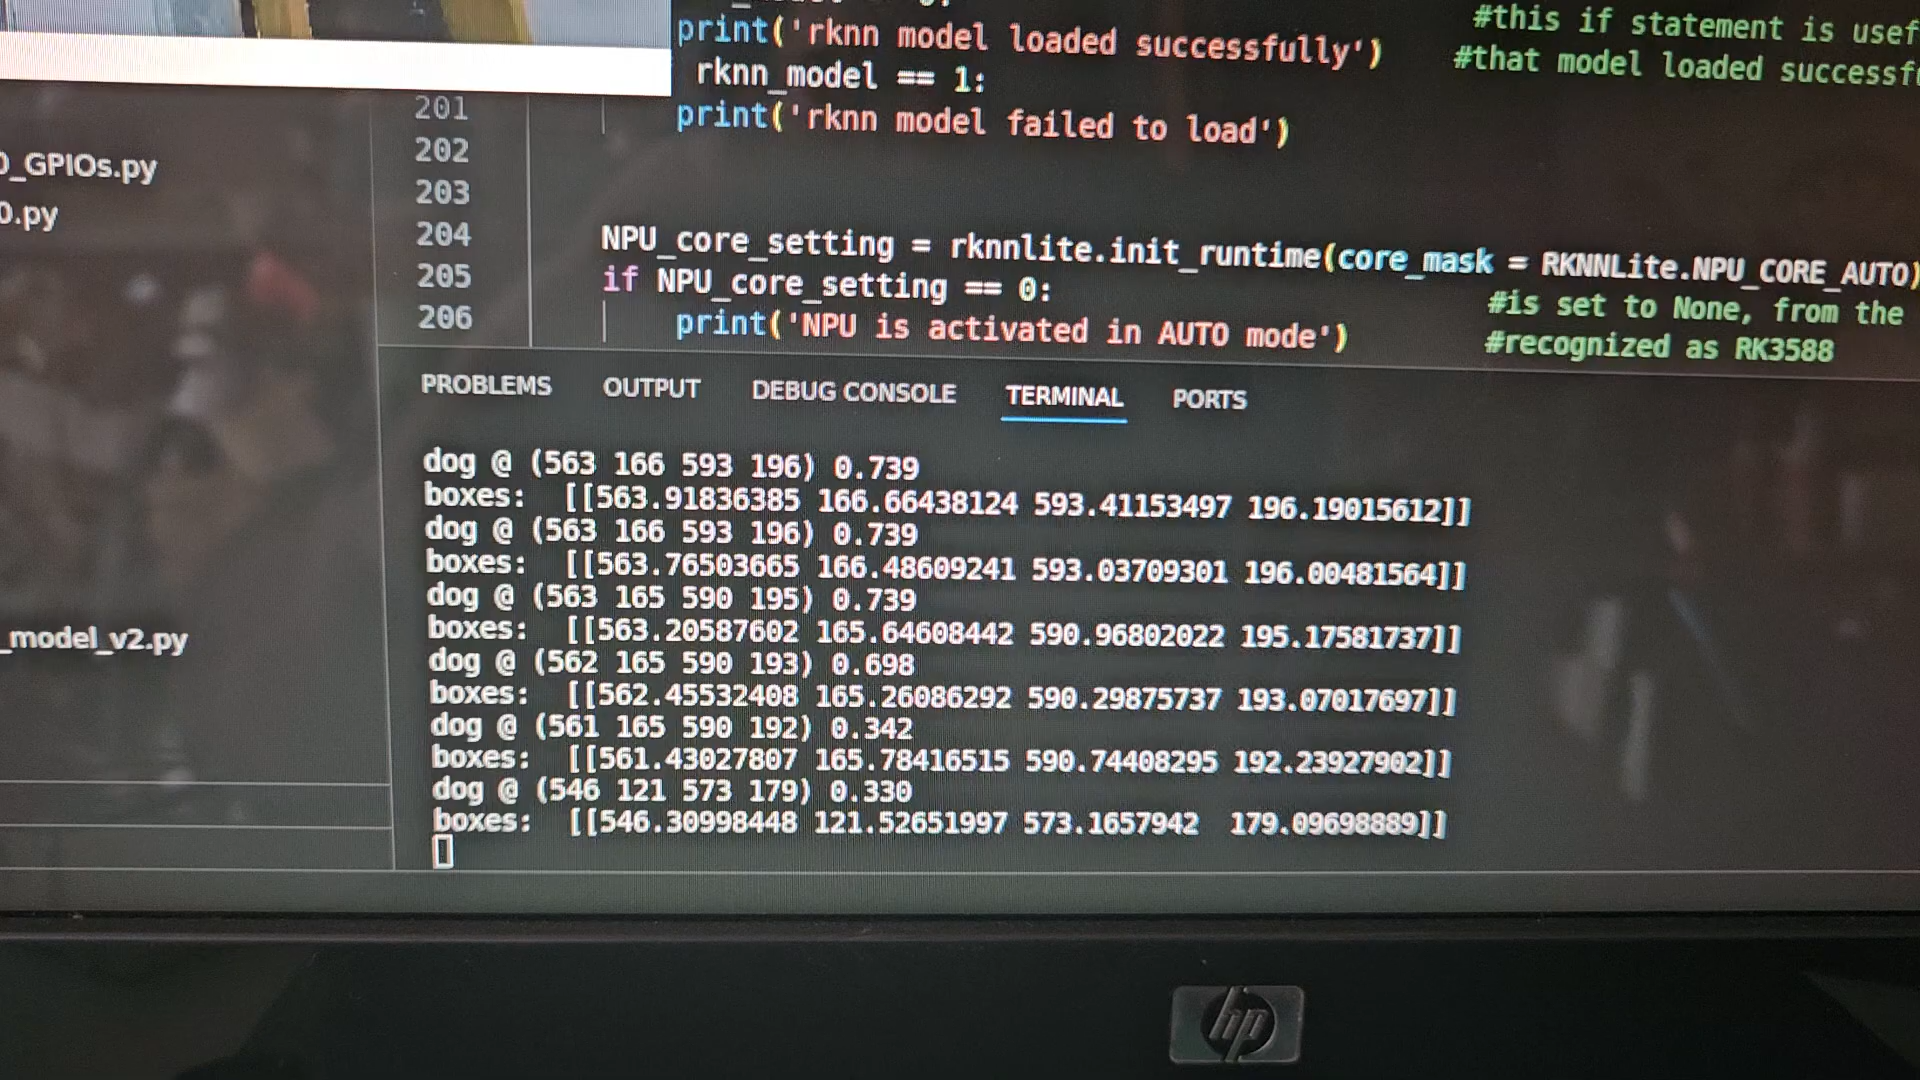 print('rknn model loaded successfully')
#this if statement is usef
#that model loaded successf
rknn_model == 1:
201
print('rknn model failed to load')
202
203
204 NPU_core_setting = rknnlite.init_runtime(core_mask = RKNNLite.NPU_CORE_AUTO)
205 if NPU_core_setting == 0:
#is set to None, from the
206 print('NPU is activated in AUTO mode')
#recognized as RK3588
_GPIOs.py
0.py
_model_v2.py
PROBLEMS OUTPUT DEBUG CONSOLE TERMINAL PORTS
dog @ (563 166 593 196) 0.739
boxes: [[563.91836385 166.66438124 593.41153497 196.19015612]]
dog @ (563 166 593 196) 0.739
boxes: [[563.76503665 166.48609241 593.03709301 196.00481564]]
dog @ (563 165 590 195) 0.739
boxes: [[563.20587602 165.64608442 590.96802022 195.17581737]]
dog @ (562 165 590 193) 0.698
boxes: [[562.45532408 165.26086292 590.29875737 193.07017697]]
dog @ (561 165 590 192) 0.342
boxes: [[561.43027807 165.78416515 590.74408295 192.23927902]]
dog @ (546 121 573 179) 0.330
boxes: [[546.30998448 121.52651997 573.1657942 179.09698889]]
hp